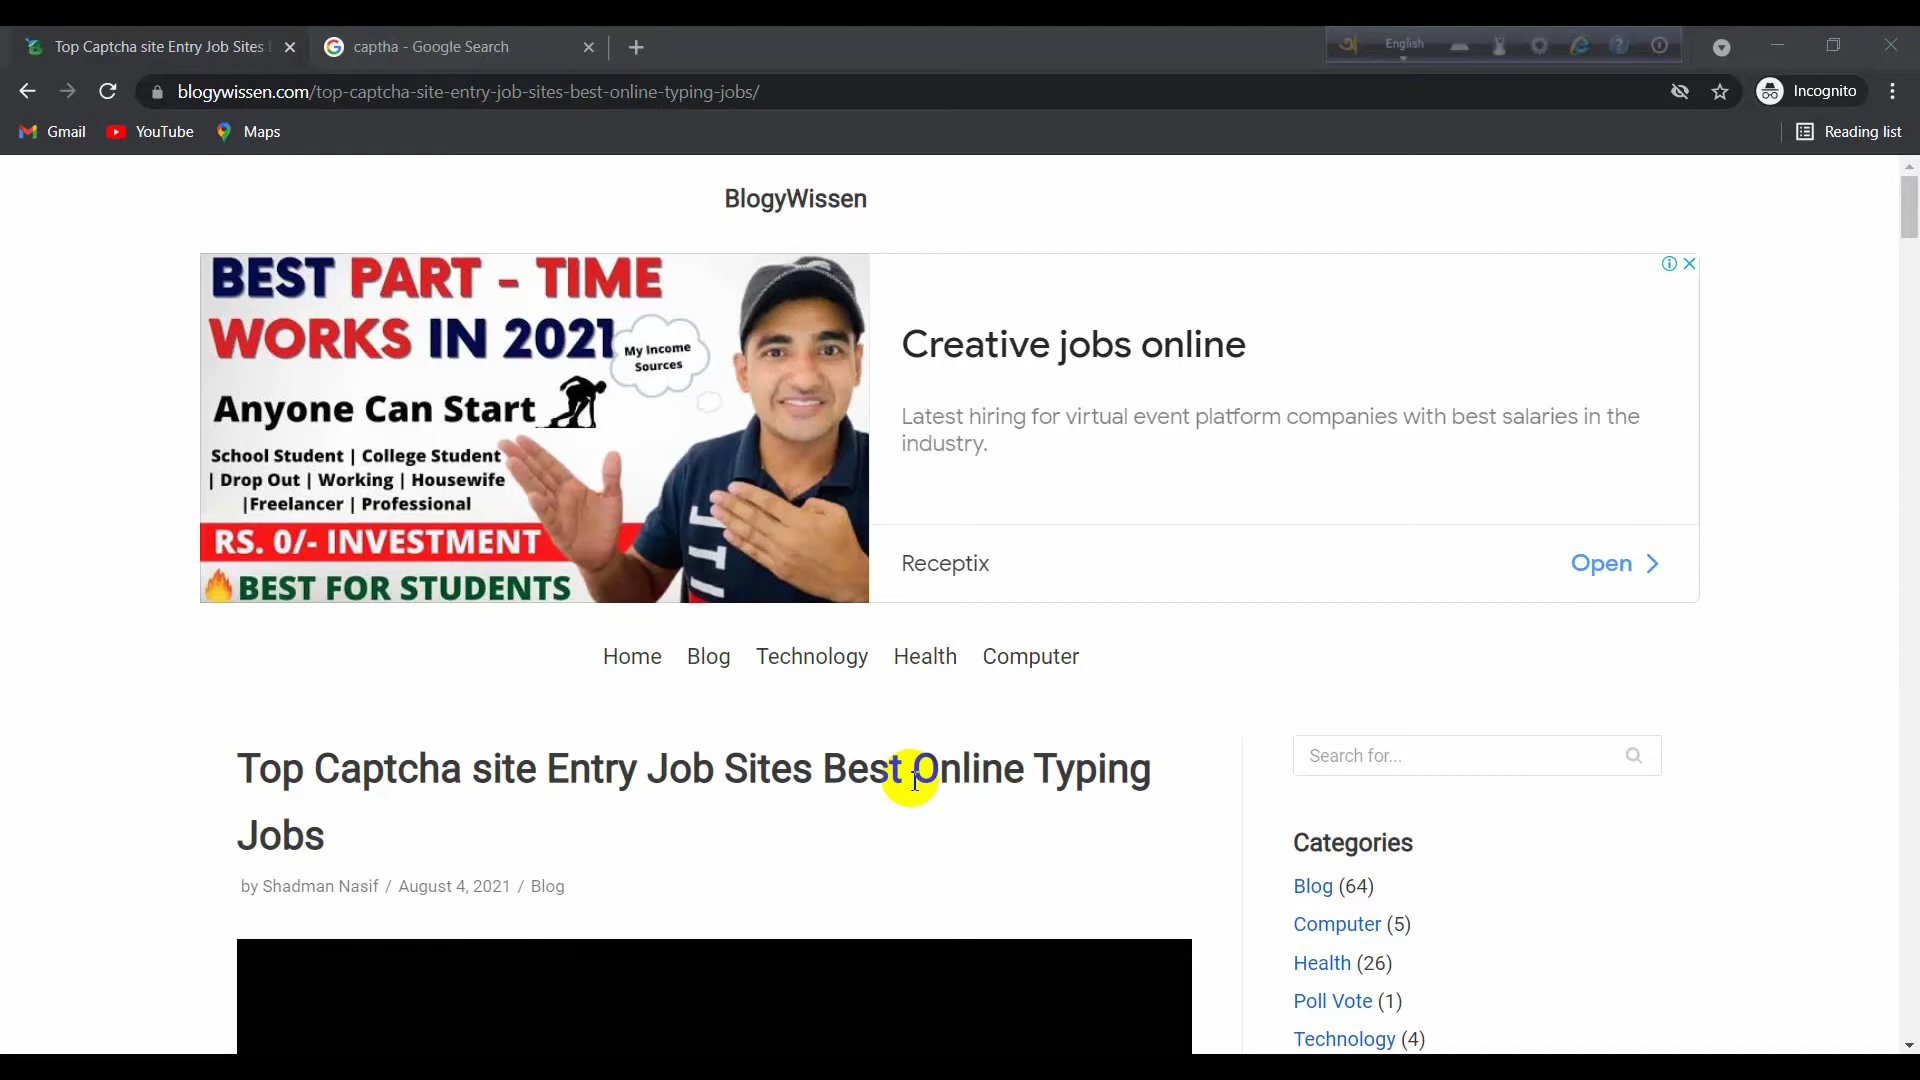 Top Captcha site Entry Job Sites
captha - Google Search
English
blogywissen.com/top-captcha-site-entry-job-sites-best-online-typing-jobs/
Incognito
Gmail
YouTube
Maps
Reading list
BlogyWissen
BEST PART - TIME
WORKS IN 2021
My Income
Sources
Anyone Can Start
School Student | College Student
| Drop Out | Working | Housewife
|Freelancer | Professional
RS. 0/- INVESTMENT
BEST FOR STUDENTS
Creative jobs online
Latest hiring for virtual event platform companies with best salaries in the
industry.
Receptix
Open
Home
Blog
Technology
Health
Computer
Top Captcha site Entry Job Sites Best Online Typing
Jobs
by Shadman Nasif / August 4, 2021 / Blog
Search for...
Categories
Blog (64)
Computer (5)
Health (26)
Poll Vote (1)
Technology (4)